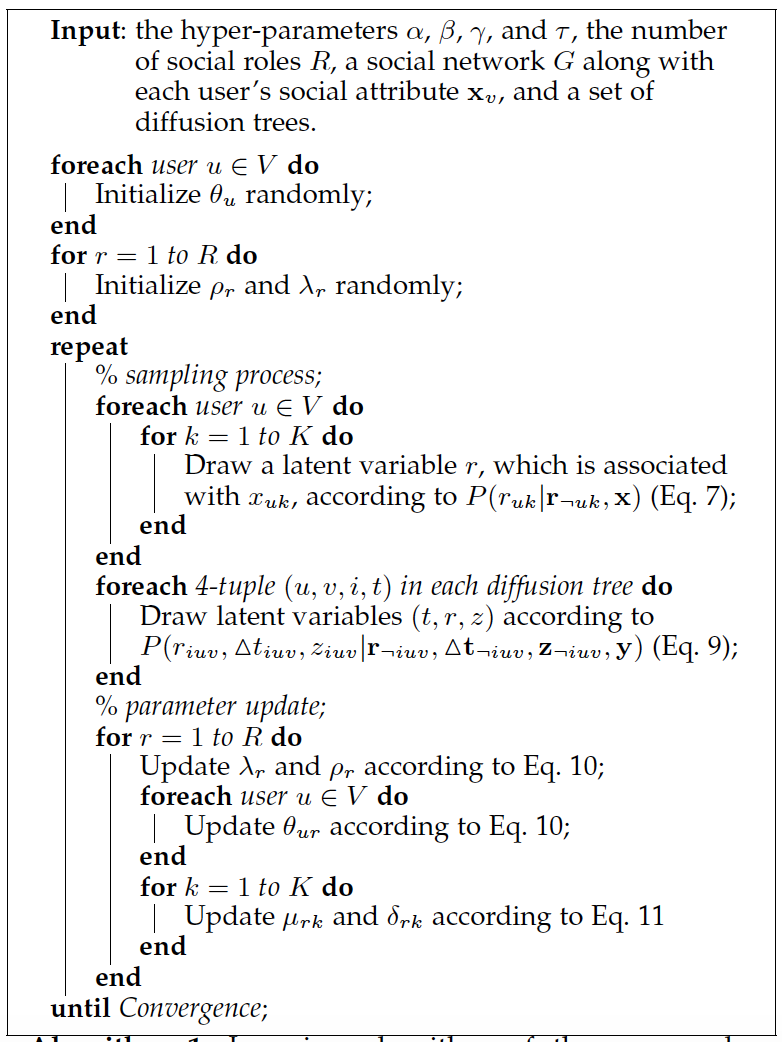 Input: the hyper-parameters α, β, γ, and τ, the number
of social roles R, a social network G along with
each user's social attribute x_v, and a set of
diffusion trees.
foreach user u ∈ V do
Initialize θ_u randomly;
end
for r = 1 to R do
Initialize ρ_r and λ_r randomly;
end
repeat
% sampling process;
foreach user u ∈ V do
for k = 1 to K do
Draw a latent variable r, which is associated
with x_uk, according to P(r_uk|r_¬uk, x) (Eq. 7);
end
end
foreach 4-tuple (u, v, i, t) in each diffusion tree do
Draw latent variables (t, r, z) according to
P(r_iuv, △t_iuv, z_iuv|r_¬iuv, △t_¬iuv, z_¬iuv, y) (Eq. 9);
end
% parameter update;
for r = 1 to R do
Update λ_r and ρ_r according to Eq. 10;
foreach user u ∈ V do
Update θ_ur according to Eq. 10;
end
for k = 1 to K do
Update μ_rk and δ_rk according to Eq. 11
end
end
until Convergence;